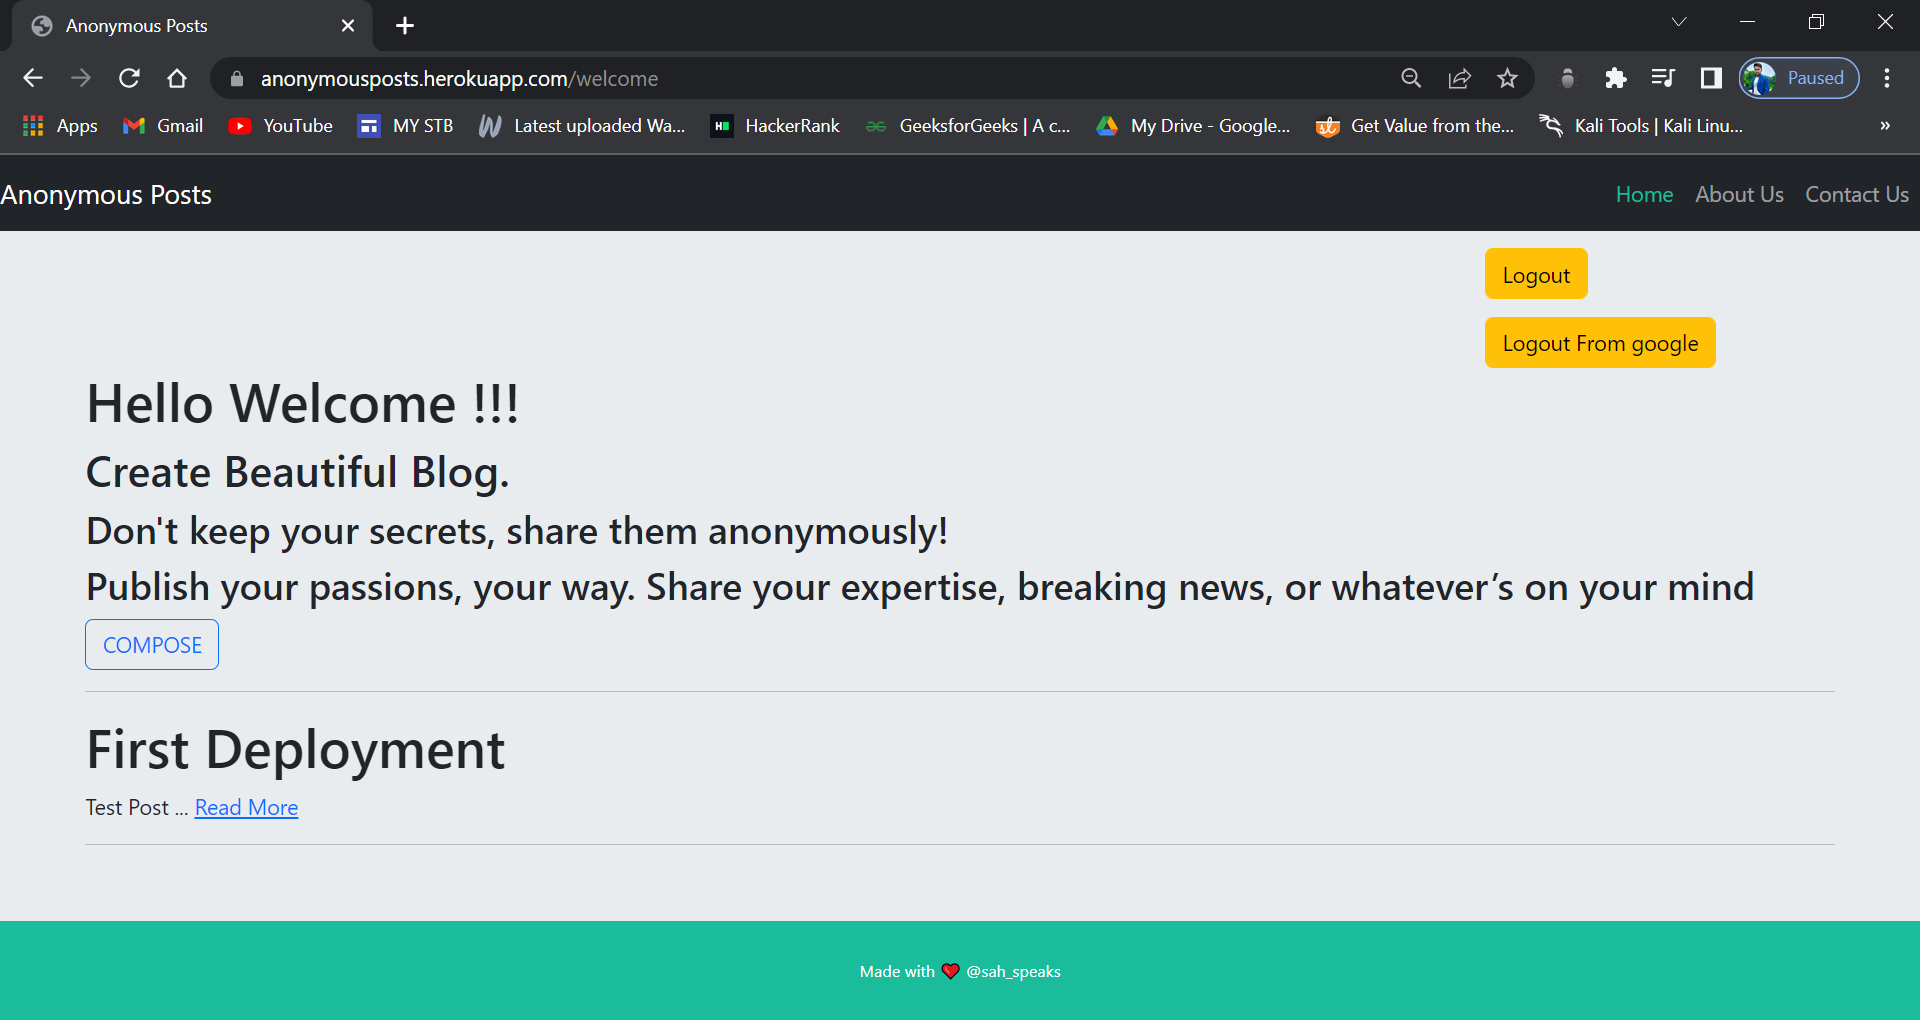 Anonymous Posts
anonymousposts.herokuapp.com/welcome
Paused
Apps
Gmail
YouTube
MY STB
Latest uploaded Wa...
HackerRank
GeeksforGeeks | A c...
My Drive - Google...
Get Value from the...
Kali Tools | Kali Linu...
»
Anonymous Posts
Home
About Us
Contact Us
Logout
Logout From google
Hello Welcome !!!
Create Beautiful Blog.
Don't keep your secrets, share them anonymously!
Publish your passions, your way. Share your expertise, breaking news, or whatever’s on your mind
COMPOSE
First Deployment
Test Post ... Read More
Made with ❤️ @sah_speaks